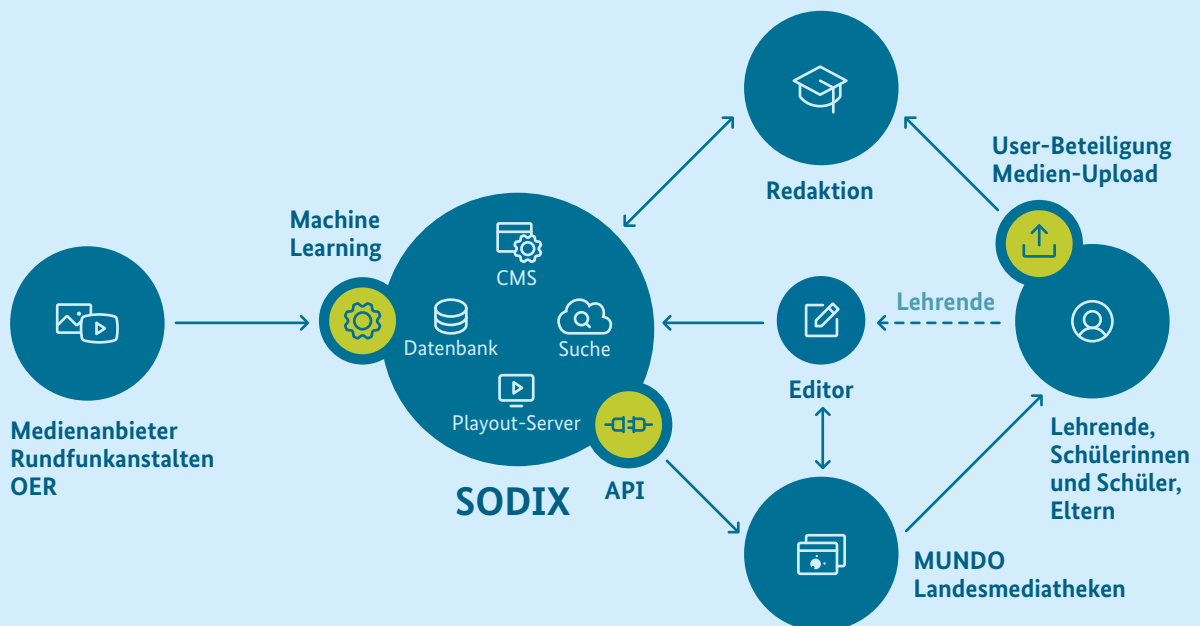 Medienanbieter
Rundfunkanstalten
OER
Machine
Learning
CMS
Datenbank
Suche
Playout-Server
SODIX
API
Redaktion
User-Beteiligung
Medien-Upload
Lehrende
Editor
Lehrende,
Schülerinnen
und Schüler,
Eltern
MUNDO
Landesmediatheken